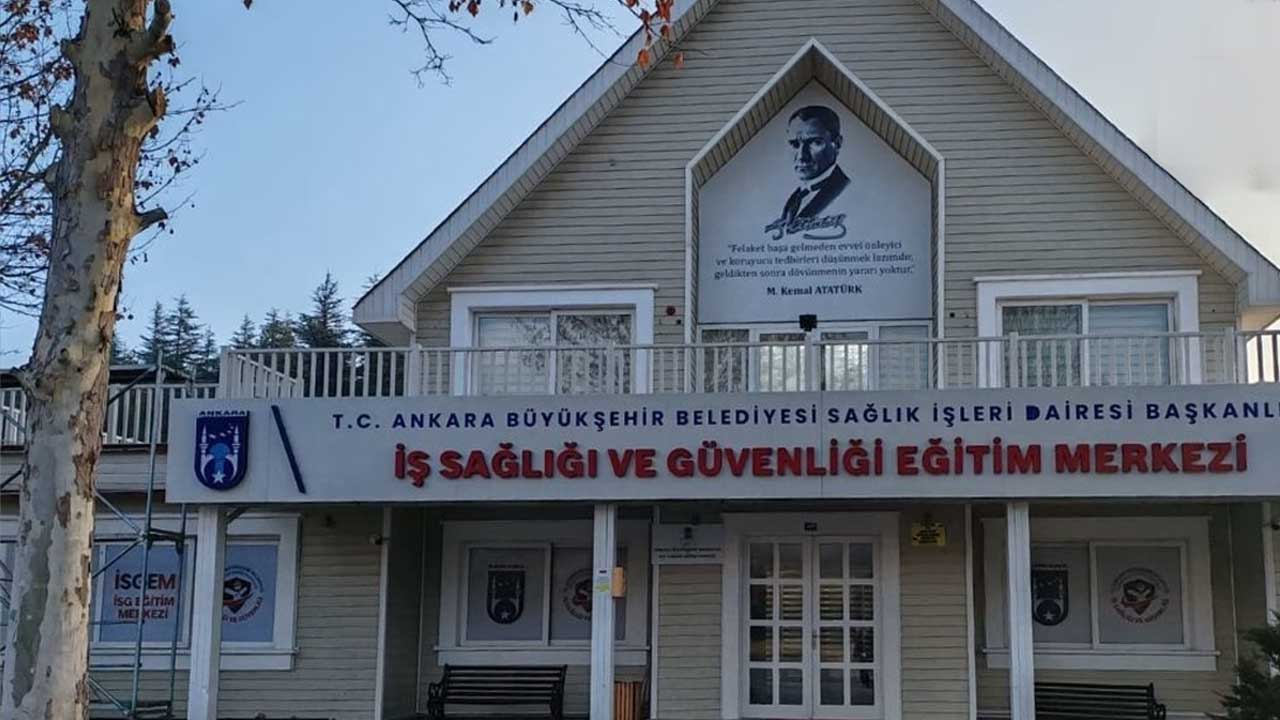 "Felaket başa gelmeden evvel önleyici
ve koruyucu tedbirleri düşünmek lazımdır,
geldikten sonra dövünmenin yararı yoktur."
M. Kemal ATATÜRK
ANKARA
T.C. ANKARA BÜYÜKŞEHİR BELEDİYESİ SAĞLIK İŞLERİ DAİRESİ BAŞKANLI
İŞ SAĞLIĞI VE GÜVENLİĞİ EĞİTİM MERKEZİ
İSGEM
İSG EĞİTİM
MERKEZİ